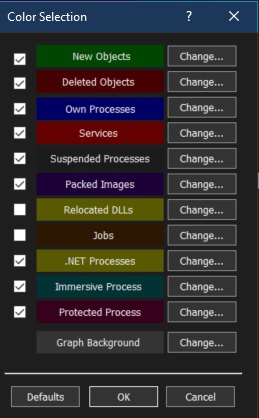 Color Selection ? ✕
New Objects Change...
Deleted Objects Change...
Own Processes Change...
Services Change...
Suspended Processes Change...
Packed Images Change...
Relocated DLLs Change...
Jobs Change...
.NET Processes Change...
Immersive Process Change...
Protected Process Change...
Graph Background Change...
Defaults OK Cancel